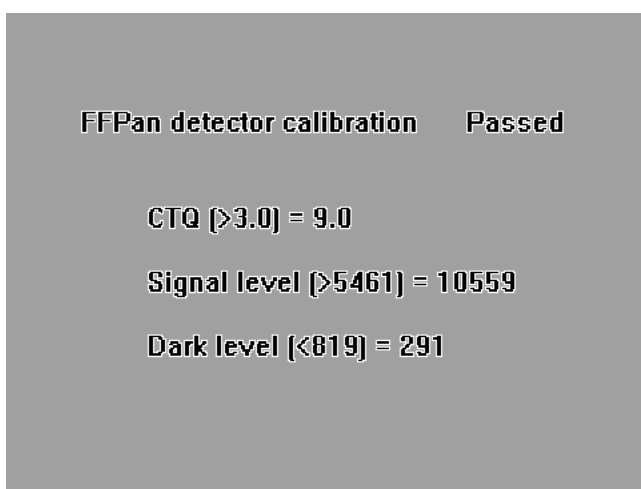 FFPan detector calibration Passed
CTQ (>3.0) = 9.0
Signal level (>5461) = 10559
Dark level (<819) = 291